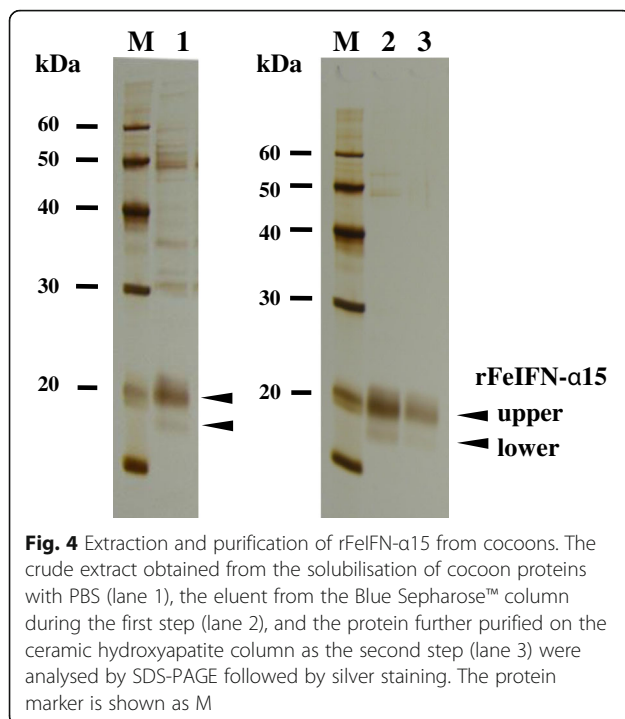 M 1
kDa
60
50
40
30
20
M 2 3
kDa
60
50
40
30
20
rFeIFN-α15
upper
lower
Fig. 4 Extraction and purification of rFeIFN-α15 from cocoons. The
crude extract obtained from the solubilisation of cocoon proteins
with PBS (lane 1), the eluent from the Blue Sepharose™ column
during the first step (lane 2), and the protein further purified on the
ceramic hydroxyapatite column as the second step (lane 3) were
analysed by SDS-PAGE followed by silver staining. The protein
marker is shown as M